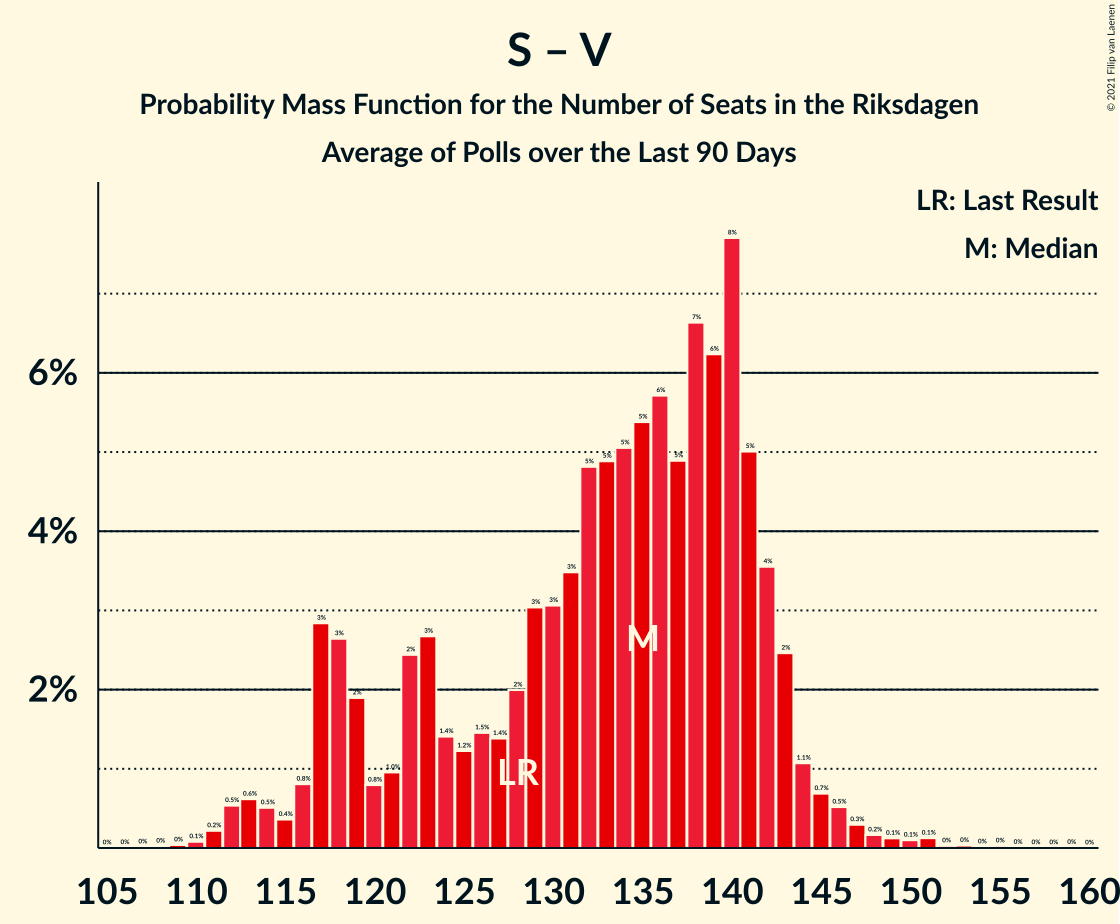 S – V
Probability Mass Function for the Number of Seats in the Riksdagen
Average of Polls over the Last 90 Days
© 2021 Filip van Laenen
LR: Last Result
M: Median
6%
4%
2%
0% 0% 0% 0% 0% 0.1% 0.2% 0.5% 0.6% 0.5% 0.4% 0.8% 3% 3% 2% 0.8% 1.0% 2% 3% 1.4% 1.2% 1.5% 1.4% 2% 3% 3% 3% 5% 5% 5% 5% 6% 5% 7% 6% 8% 5% 4% 2% 1.1% 0.7% 0.5% 0.3% 0.2% 0.1% 0.1% 0.1% 0% 0% 0% 0% 0% 0% 0% 0% 0%
M
LR
105 110 115 120 125 130 135 140 145 150 155 160